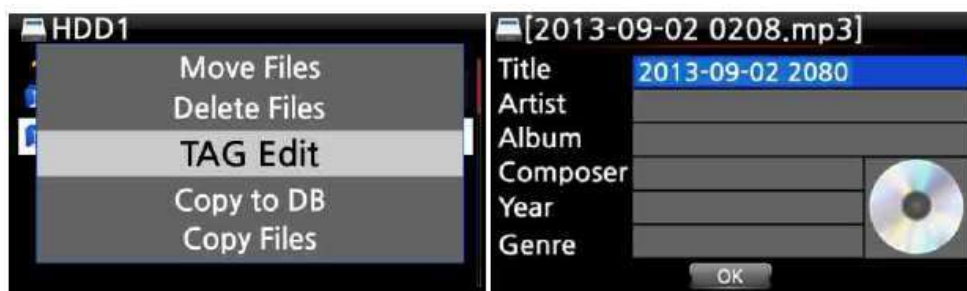 HDD1
Move Files
Delete Files
TAG Edit
Copy to DB
Copy Files
[2013-09-02 0208.mp3]
Title 2013-09-02 2080
Artist
Album
Composer
Year
Genre
OK